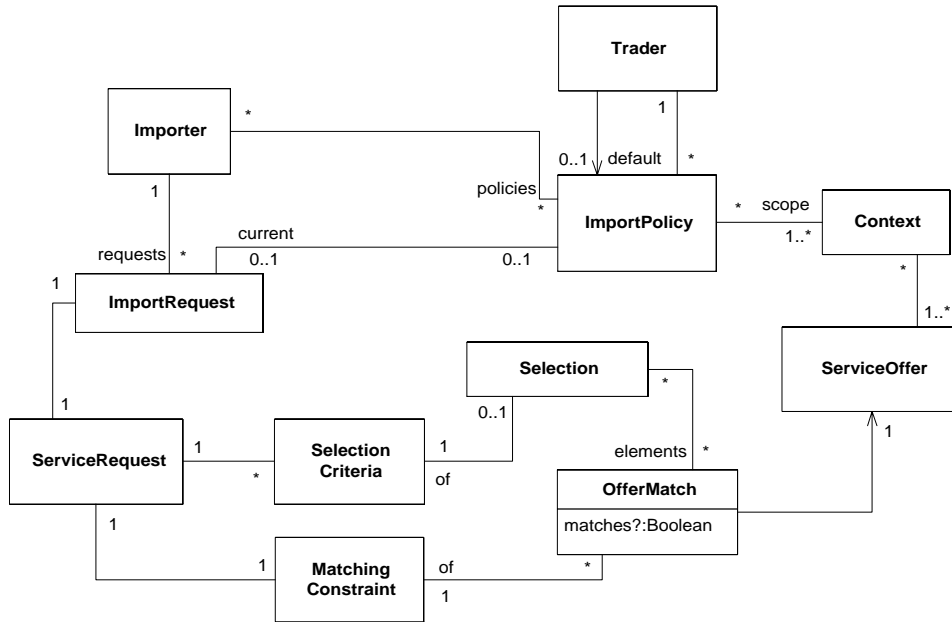 Trader
Importer
*
1
0..1
default
*
1
policies
*
ImportPolicy
*
scope
1..*
Context
requests
*
current
0..1
0..1
*
1
ImportRequest
1..*
Selection
*
ServiceOffer
0..1
1
1
ServiceRequest
1
*
Selection
Criteria
1
of
elements
*
OfferMatch
matches?:Boolean
1
1
Matching
Constraint
of
1
*